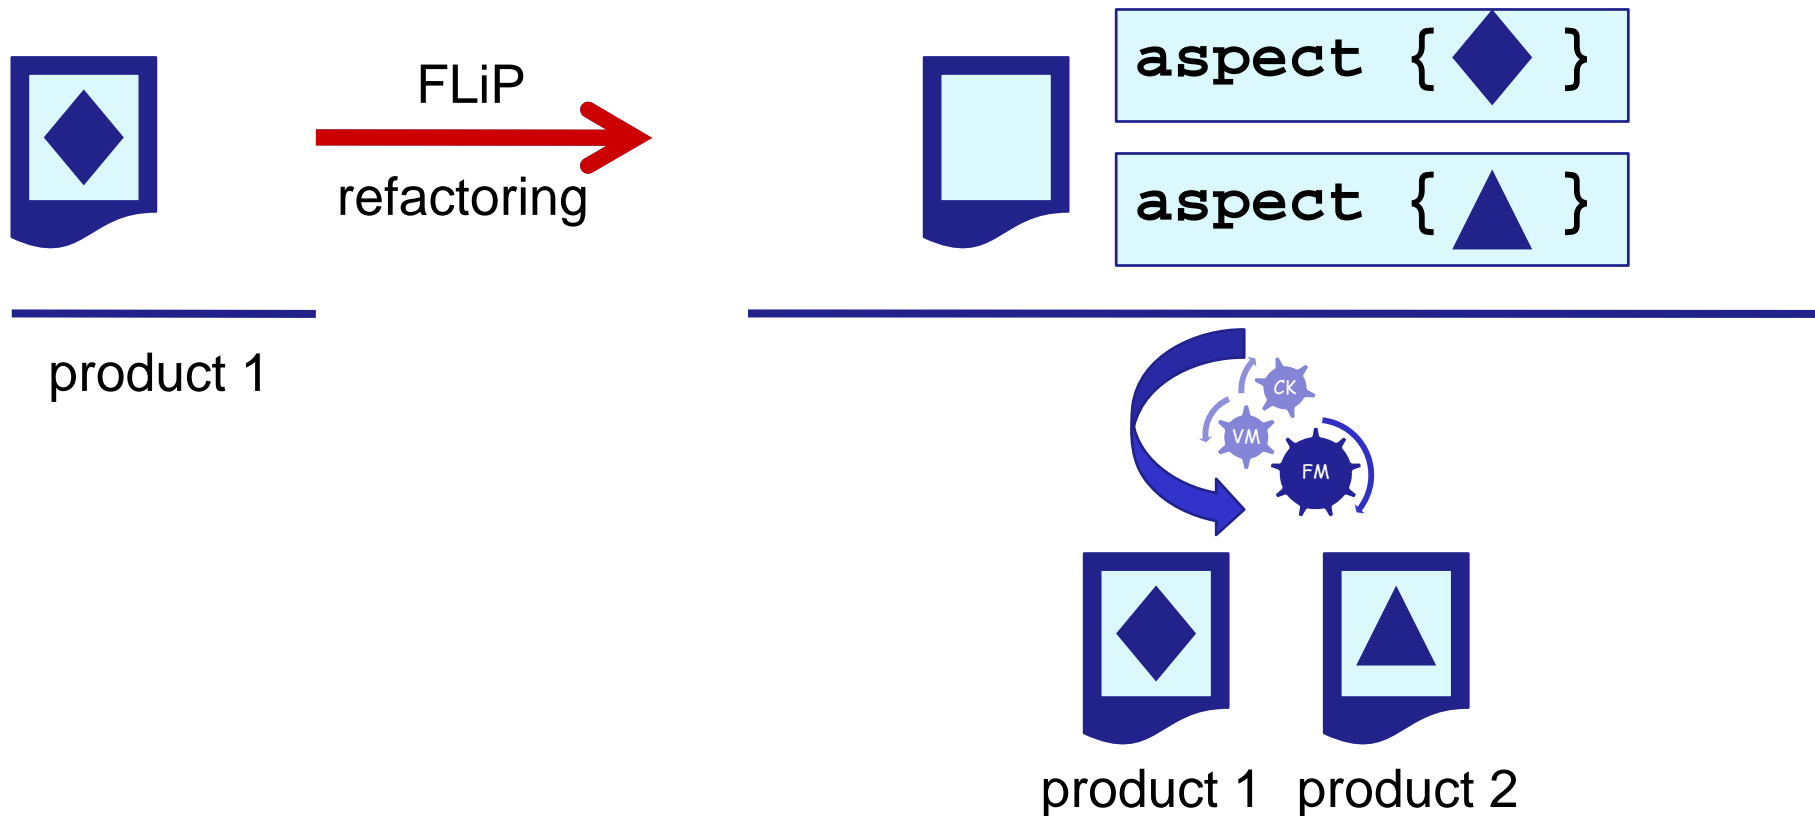 FLiP
refactoring
aspect { }
aspect { }
product 1
CK
VM
FM
product 1
product 2